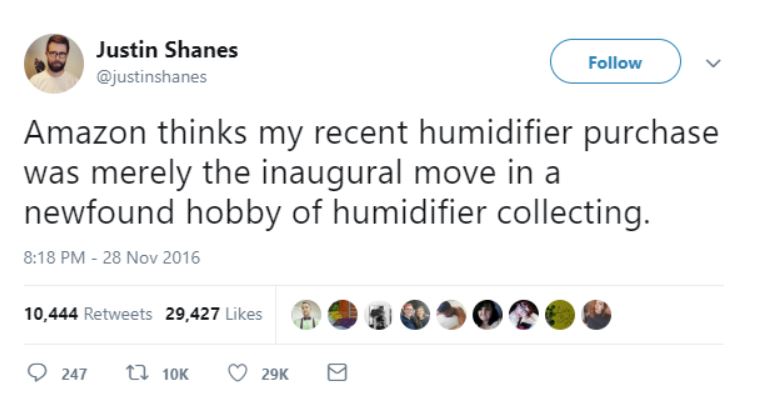 Justin Shanes
@justinshanes
Follow
Amazon thinks my recent humidifier purchase
was merely the inaugural move in a
newfound hobby of humidifier collecting.
8:18 PM - 28 Nov 2016
10,444 Retweets 29,427 Likes
247 10K 29K